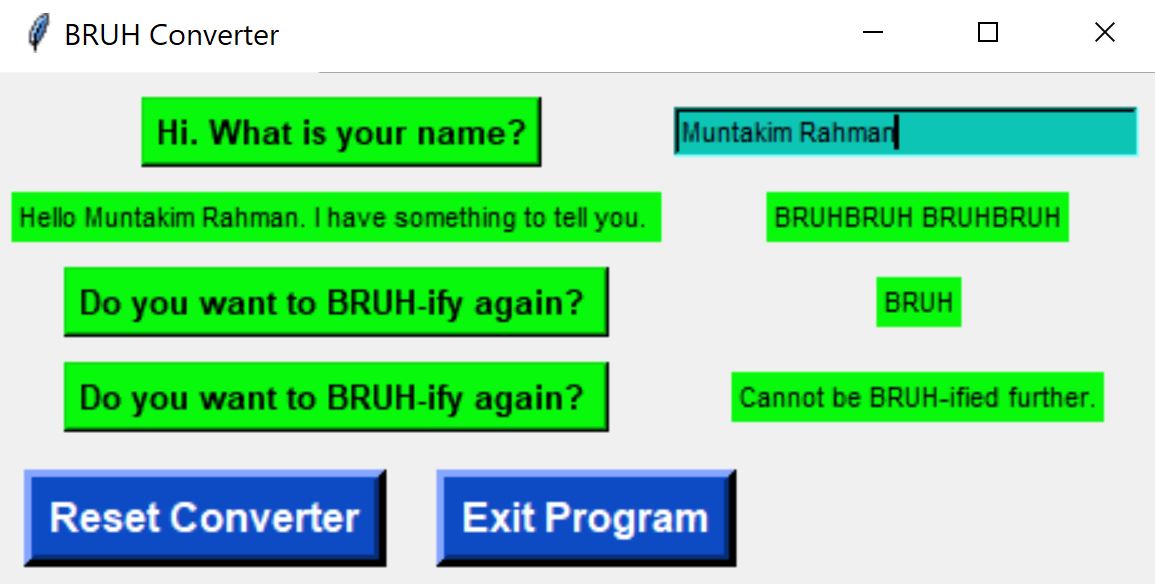 BRUH Converter
Hi. What is your name?
Muntakim Rahman
Hello Muntakim Rahman. I have something to tell you.
BRUHBRUH BRUHBRUH
Do you want to BRUH-ify again?
BRUH
Do you want to BRUH-ify again?
Cannot be BRUH-ified further.
Reset Converter
Exit Program